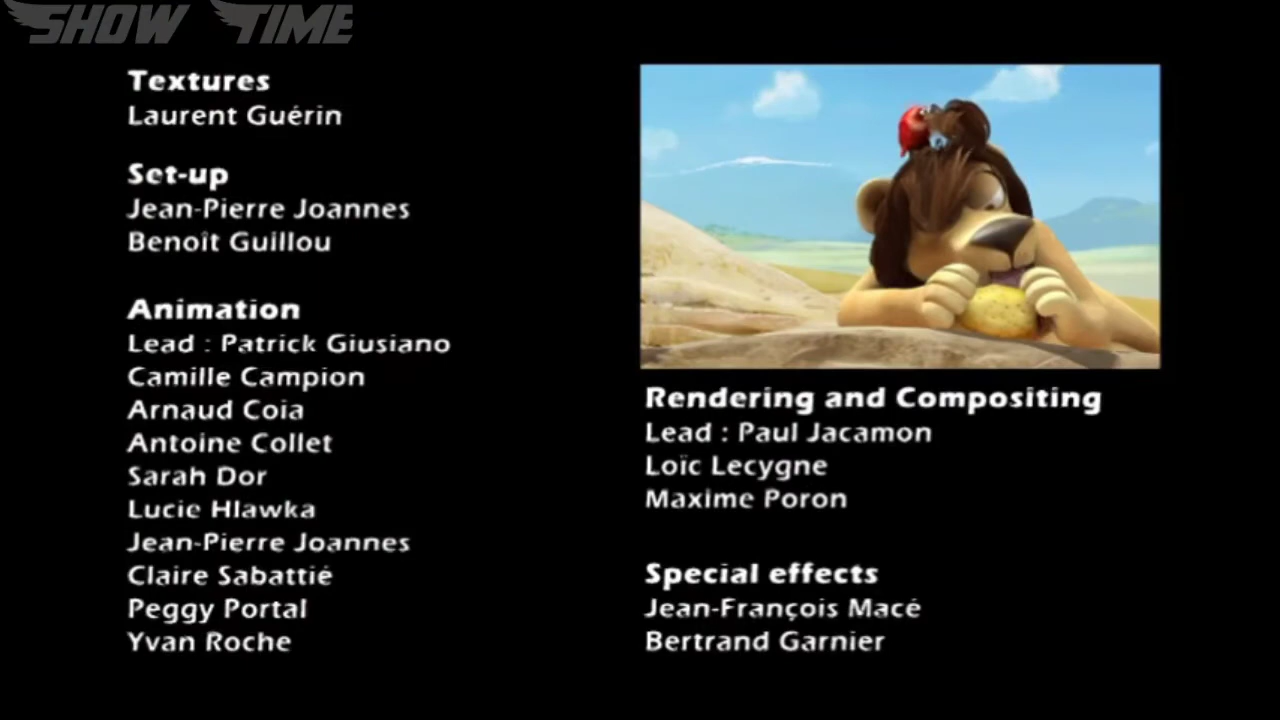 SHOW TIME
Textures
Laurent Guérin
Set-up
Jean-Pierre Joannes
Benoît Guillou
Animation
Lead : Patrick Giusiano
Camille Campion
Arnaud Coia
Antoine Collet
Sarah Dor
Lucie Hlawka
Jean-Pierre Joannes
Claire Sabattié
Peggy Portal
Yvan Roche
Rendering and Compositing
Lead : Paul Jacamon
Loïc Lecygne
Maxime Poron
Special effects
Jean-François Macé
Bertrand Garnier